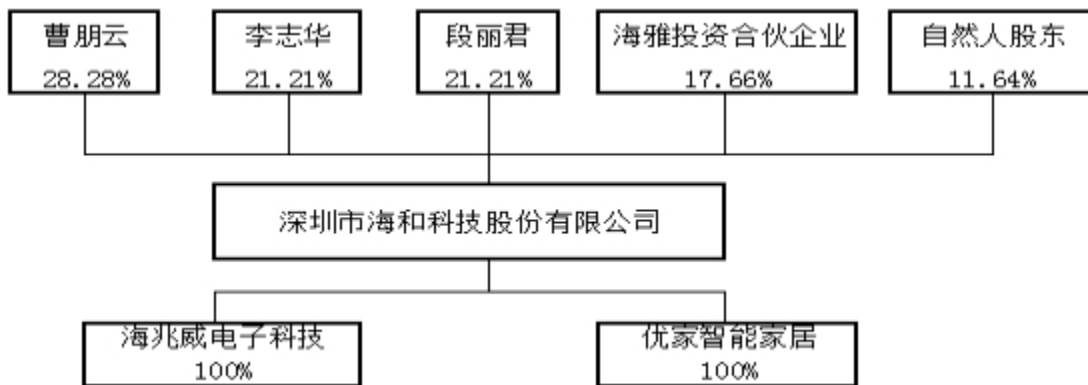 曹朋云
28.28%
李志华
21.21%
段丽君
21.21%
海雅投资合伙企业
17.66%
自然人股东
11.64%
深圳市海和科技股份有限公司
海兆威电子科技
100%
优家智能家居
100%